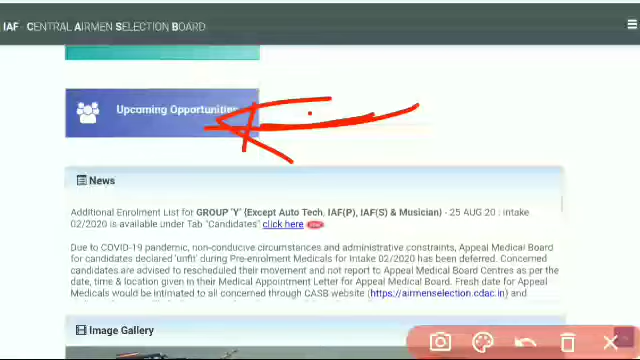 IAF - CENTRAL AIRMEN SELECTION BOARD
Upcoming Opportunities
News
Additional Enrolment List for GROUP 'Y' (Except Auto Tech, IAF(P), IAF(S) & Musician) - 25 AUG 20 : intake
02/2020 is available under Tab "Candidates" click here
Due to COVID-19 pandemic, non-conducive circumstances and administrative constraints, Appeal Medical Board
for candidates declared 'unfit' during Pre-enrolment Medicals for Intake 02/2020 has been deferred. Concerned
candidates are advised to rescheduled their movement and not report to Appeal Medical Board Centres as per the
date, time & location given in their Medical Appointment Letter for Appeal Medical Board. Fresh date for Appeal
Medicals would be intimated to all concerned through CASB website (https://airmenselection.cdac.in) and
Image Gallery